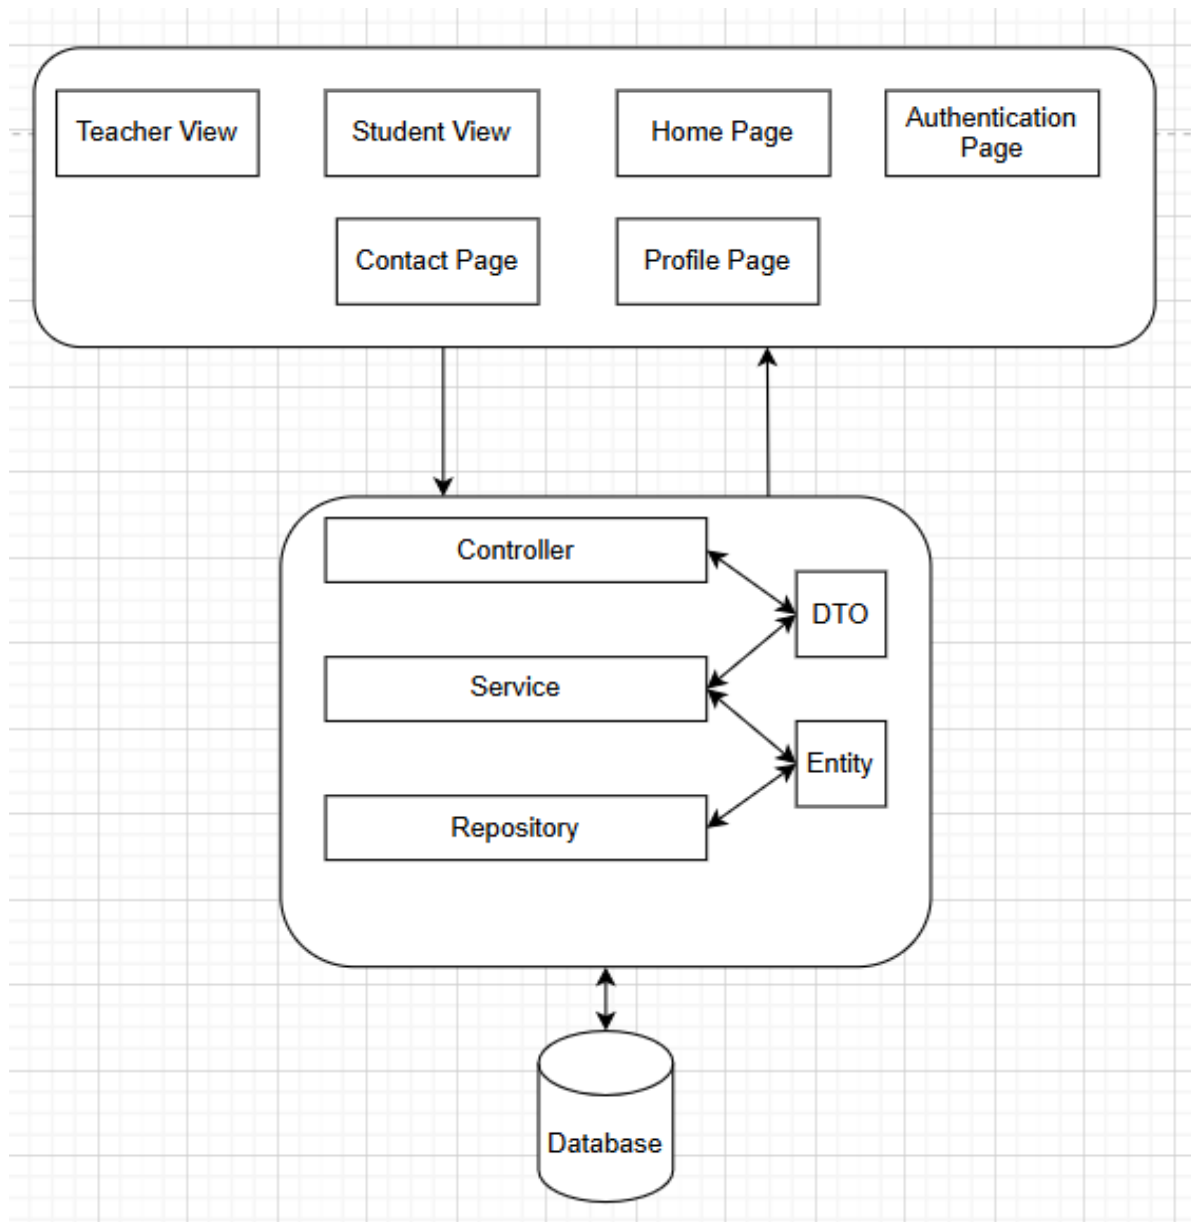 Teacher View
Student View
Home Page
Authentication
Page
Contact Page
Profile Page
Controller
DTO
Service
Entity
Repository
Database